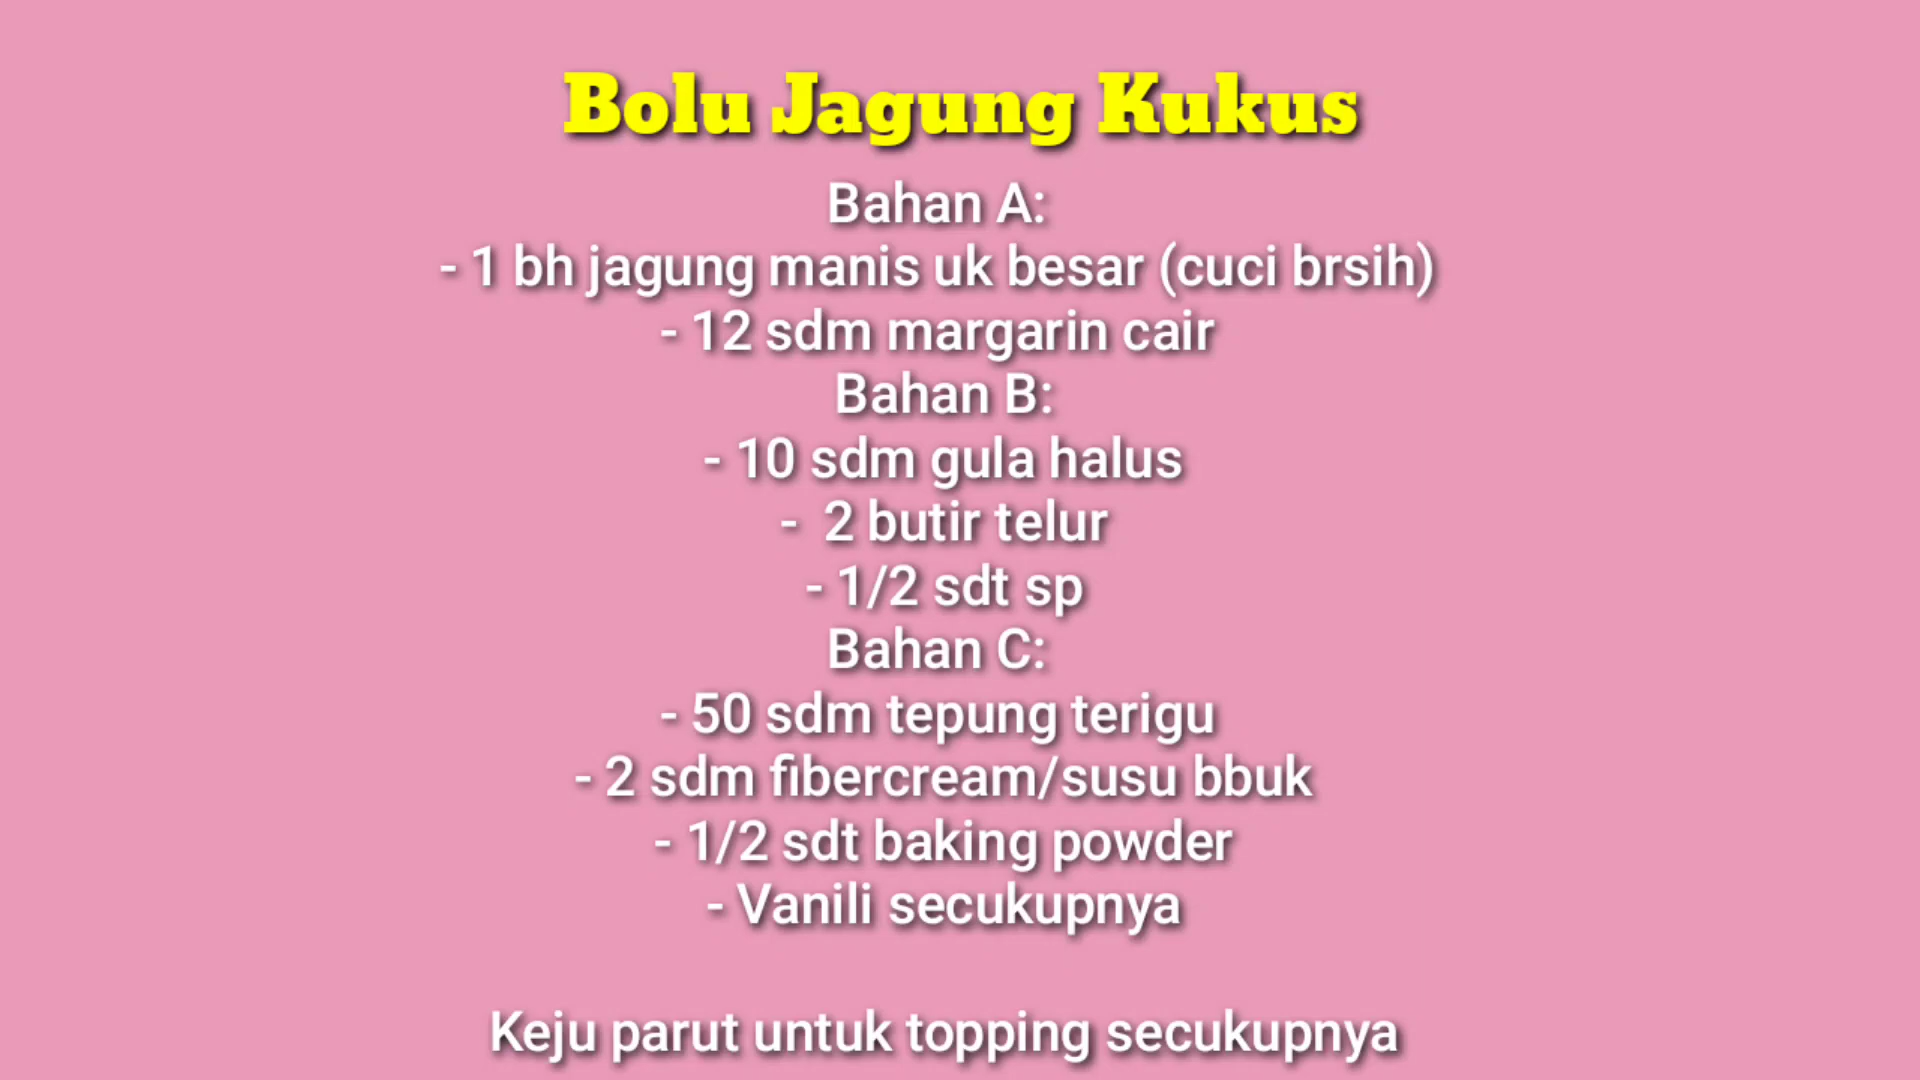 Bolu Jagung Kukus
Bahan A:
- 1 bh jagung manis uk besar (cuci brsih)
- 12 sdm margarin cair
Bahan B:
- 10 sdm gula halus
- 2 butir telur
- 1/2 sdt sp
Bahan C:
- 50 sdm tepung terigu
- 2 sdm fibercream/susu bbuk
- 1/2 sdt baking powder
- Vanili secukupnya
Keju parut untuk topping secukupnya